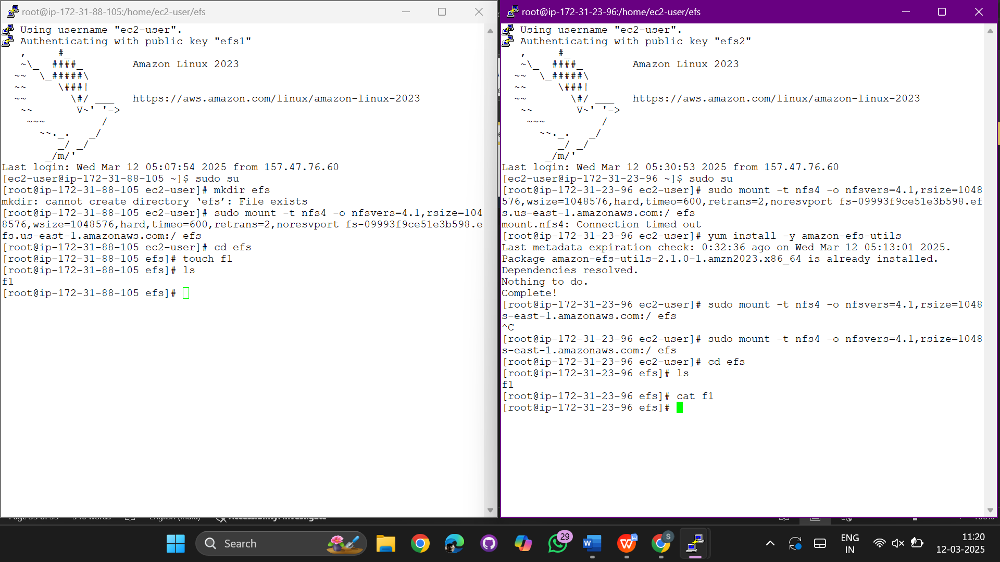 root@ip-172-31-88-105:/home/ec2-user/efs
Using username "ec2-user".
Authenticating with public key "efs1"
   ,     #_
   ~\_  ####_        Amazon Linux 2023
  ~~  \_#####\
  ~~     \###|
  ~~       \#/ ___   https://aws.amazon.com/linux/amazon-linux-2023
   ~~       V~' '->
    ~~~         /
      ~~._.   _/
         _/ _/
       _/m/'
Last login: Wed Mar 12 05:07:54 2025 from 157.47.76.60
[ec2-user@ip-172-31-88-105 ~]$ sudo su
[root@ip-172-31-88-105 ec2-user]# mkdir efs
mkdir: cannot create directory ‘efs’: File exists
[root@ip-172-31-88-105 ec2-user]# sudo mount -t nfs4 -o nfsvers=4.1,rsize=104
8576,wsize=1048576,hard,timeo=600,retrans=2,noresvport fs-09993f9ce51e3b598.e
fs.us-east-1.amazonaws.com:/ efs
[root@ip-172-31-88-105 ec2-user]# cd efs
[root@ip-172-31-88-105 efs]# touch f1
[root@ip-172-31-88-105 efs]# ls
f1
[root@ip-172-31-88-105 efs]#
root@ip-172-31-23-96:/home/ec2-user/efs
Using username "ec2-user".
Authenticating with public key "efs2"
   ,     #_
   ~\_  ####_        Amazon Linux 2023
  ~~  \_#####\
  ~~     \###|
  ~~       \#/ ___   https://aws.amazon.com/linux/amazon-linux-2023
   ~~       V~' '->
    ~~~         /
      ~~._.   _/
         _/ _/
       _/m/'
Last login: Wed Mar 12 05:30:53 2025 from 157.47.76.60
[ec2-user@ip-172-31-23-96 ~]$ sudo su
[root@ip-172-31-23-96 ec2-user]# sudo mount -t nfs4 -o nfsvers=4.1,rsize=1048
576,wsize=1048576,hard,timeo=600,retrans=2,noresvport fs-09993f9ce51e3b598.ef
s.us-east-1.amazonaws.com:/ efs
mount.nfs4: Connection timed out
[root@ip-172-31-23-96 ec2-user]# yum install -y amazon-efs-utils
Last metadata expiration check: 0:32:36 ago on Wed Mar 12 05:13:01 2025.
Package amazon-efs-utils-2.1.0-1.amzn2023.x86_64 is already installed.
Dependencies resolved.
Nothing to do.
Complete!
[root@ip-172-31-23-96 ec2-user]# sudo mount -t nfs4 -o nfsvers=4.1,rsize=1048
s-east-1.amazonaws.com:/ efs
^C
[root@ip-172-31-23-96 ec2-user]# sudo mount -t nfs4 -o nfsvers=4.1,rsize=1048
s-east-1.amazonaws.com:/ efs
[root@ip-172-31-23-96 ec2-user]# cd efs
[root@ip-172-31-23-96 efs]# ls
f1
[root@ip-172-31-23-96 efs]# cat f1
[root@ip-172-31-23-96 efs]#
English (India)
Accessibility: Investigate
Search
29
S
ENG
IN
11:20
12-03-2025